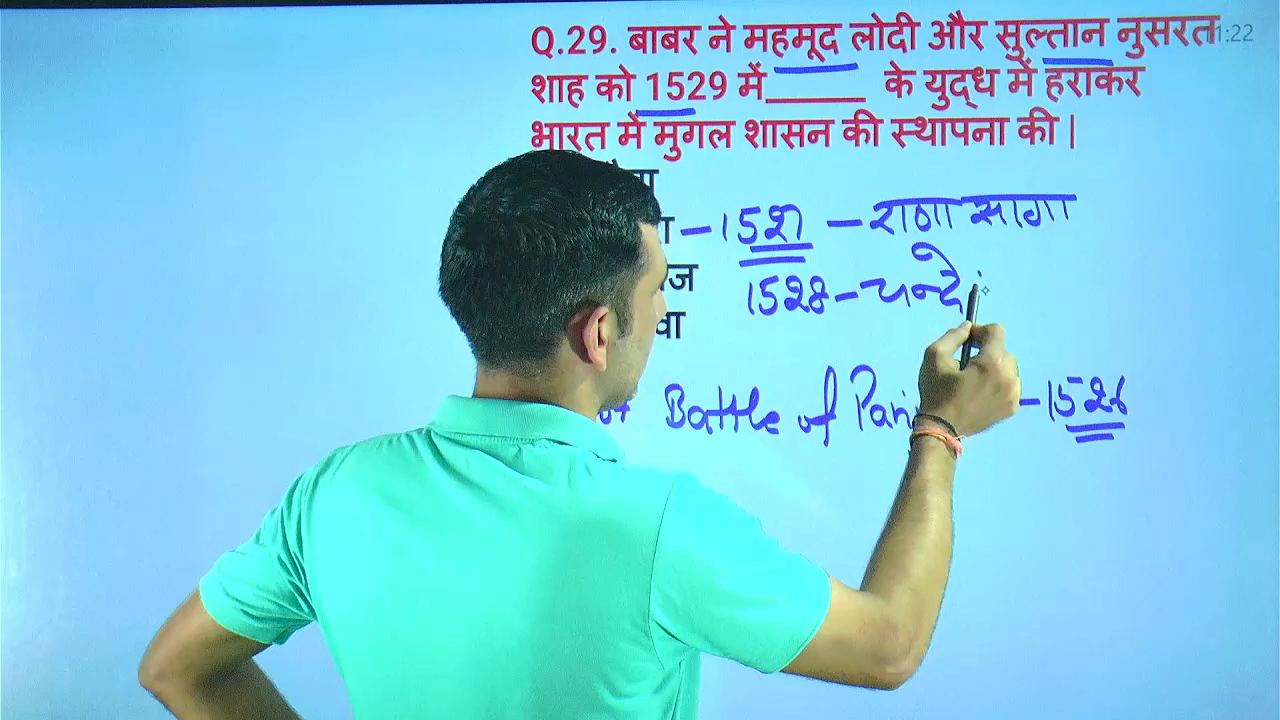 Q.29. बाबर ने महमूद लोदी और सुल्तान नुसरत
शाह को 1529 में______ के युद्ध में हराकर
भारत में मुगल शासन की स्थापना की |
– 1527 – राणा सागा
1528 – चन्दे
Battle of Pani – 1526